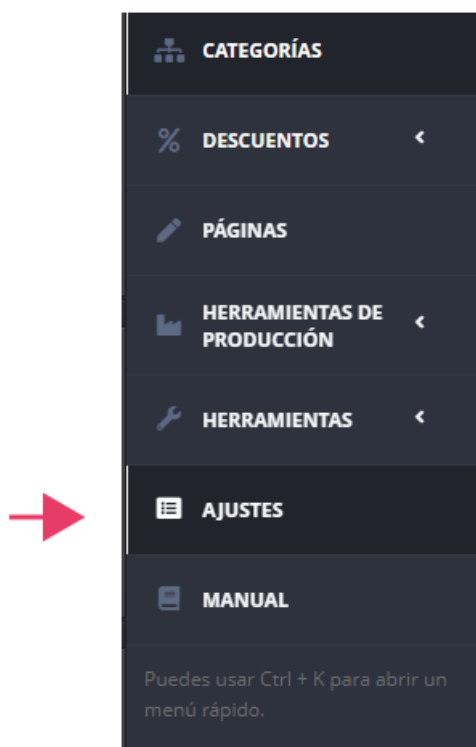 CATEGORÍAS
DESCUENTOS
PÁGINAS
HERRAMIENTAS DE
PRODUCCIÓN
HERRAMIENTAS
AJUSTES
MANUAL
Puedes usar Ctrl + K para abrir un
menú rápido.